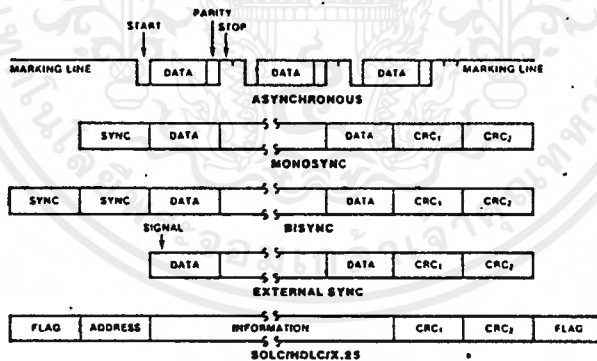 PARITY
START STOP
MARKING LINE DATA DATA DATA MARKING LINE
ASYNCHRONOUS
SYNC DATA DATA CRC₁ CRC₂
MONOSYNC
SYNC SYNC DATA DATA CRC₁ CRC₂
BISYNC
SIGNAL
DATA DATA CRC₁ CRC₂
EXTERNAL SYNC
FLAG ADDRESS INFORMATION CRC₁ CRC₂ FLAG
SDLC/HDLC/X.25